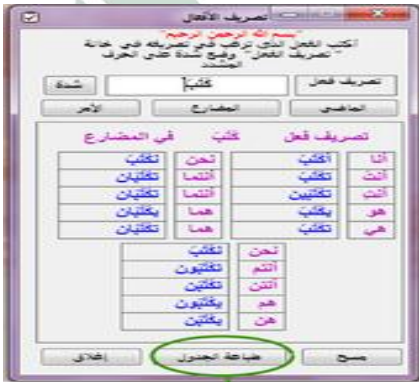 تصريف الأفعال
"بسم الله الرحمن الرحيم"
أكتب الفعل الذي ترغب في تصريفه في خانة
"تصريف الفعل" وضع شدة على الحرف
المشدد
تصريف فعل كَتَبَ شدة
الماضي المضارع الأمر
تصريف فعل كَتَبَ في المضارع
أنا أكتب نحن نكتب
أنت تكتب أنتما تكتبان
أنت تكتبين أنتما تكتبان
هو يكتب هما يكتبان
هي تكتب هما تكتبان
نحن نكتب
أنتم تكتبون
أنتن تكتبن
هم يكتبون
هن يكتبن
مسح طباعة الجدول إغلاق